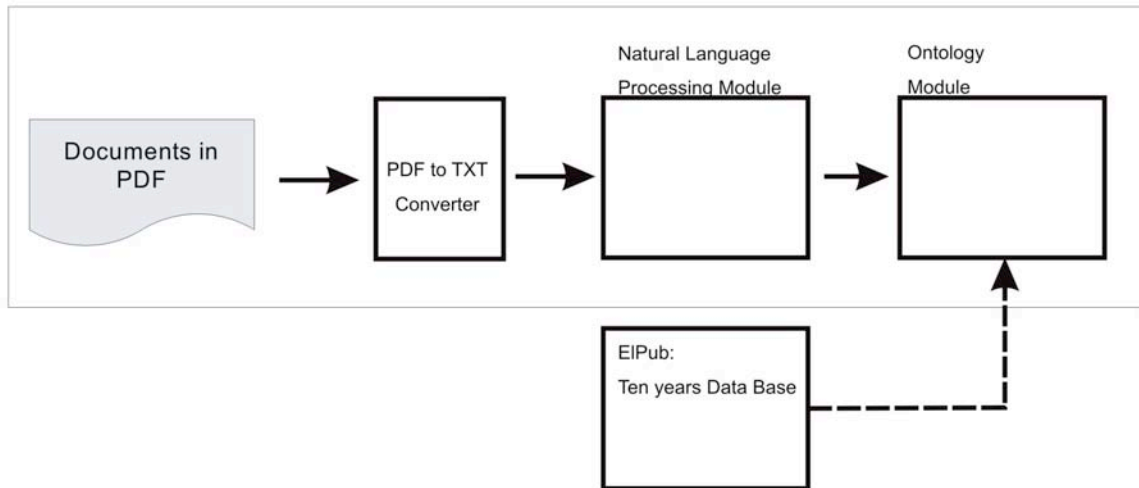 Documents in
PDF
PDF to TXT
Converter
Natural Language
Processing Module
Ontology
Module
ElPub:
Ten years Data Base